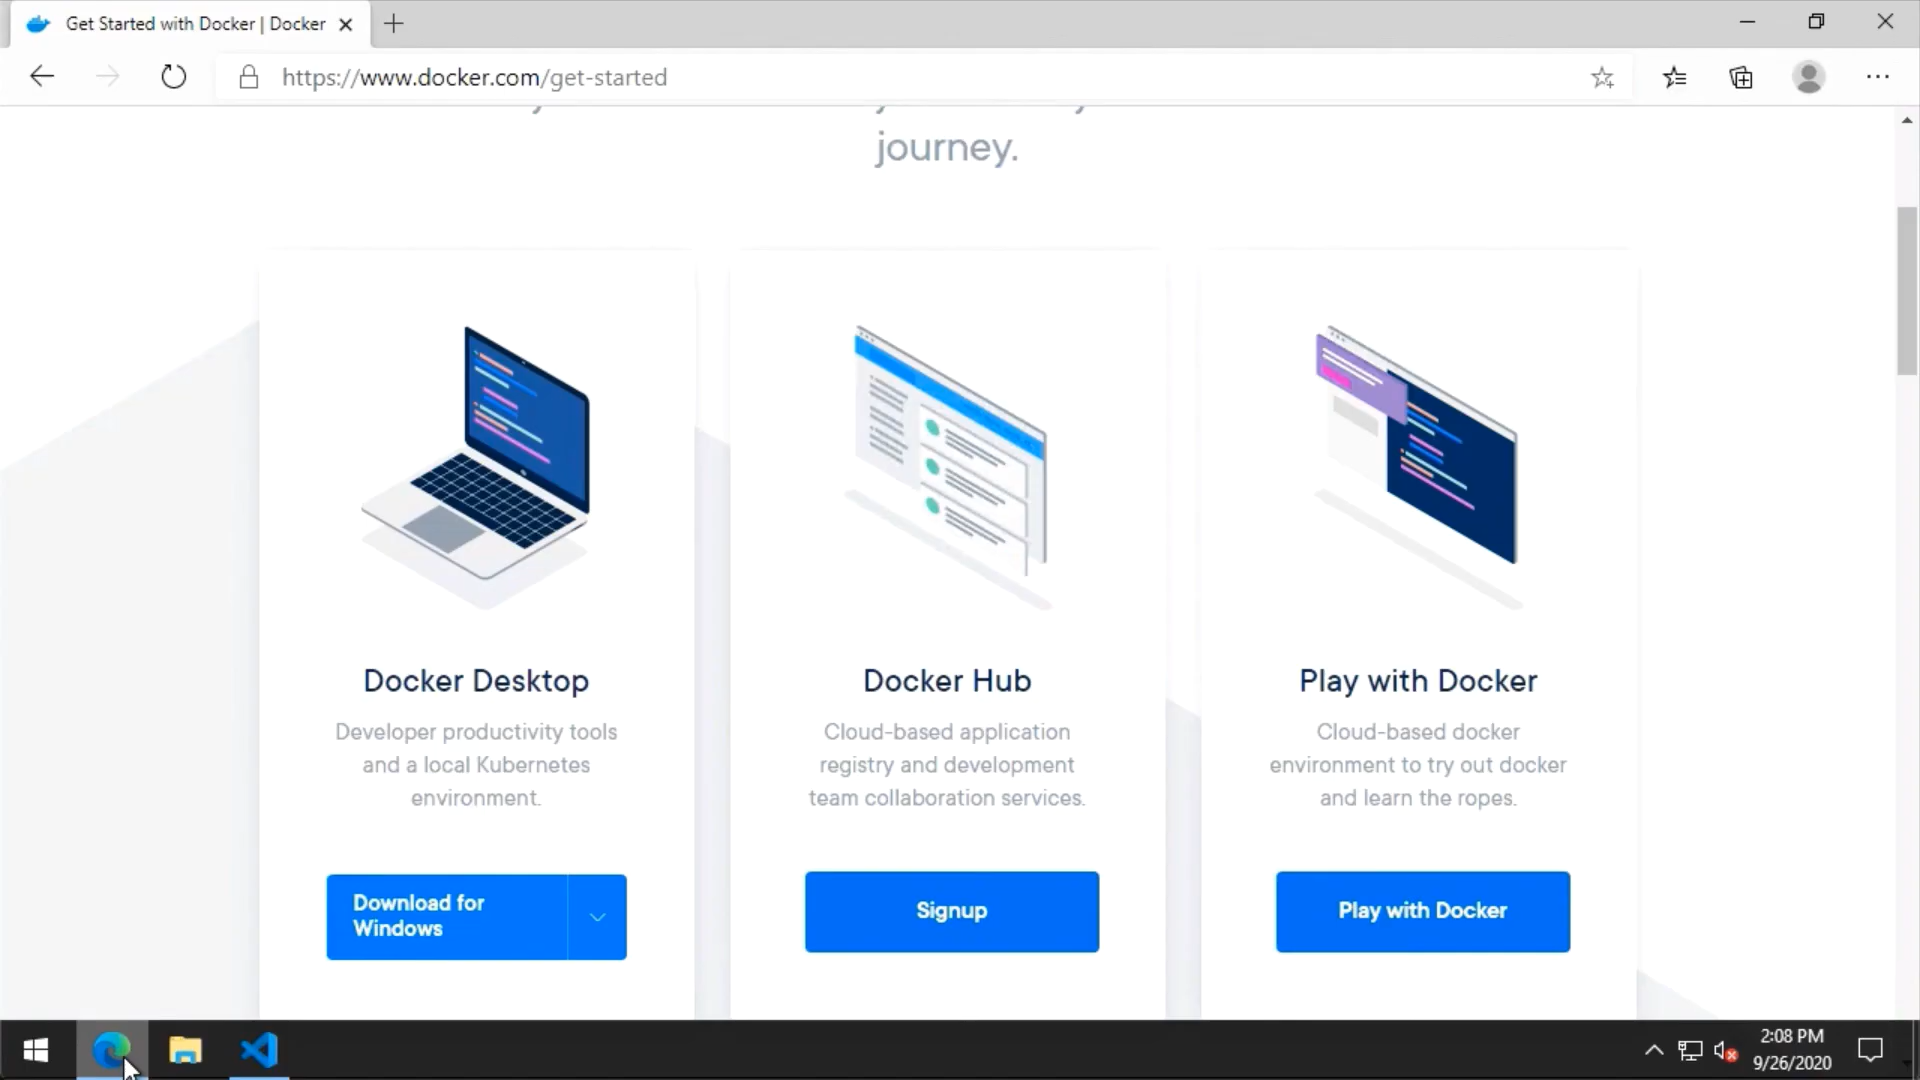 Get Started with Docker | Docker
https://www.docker.com/get-started
journey.
Docker Desktop
Developer productivity tools
and a local Kubernetes
environment.
Download for
Windows
Docker Hub
Cloud-based application
registry and development
team collaboration services.
Signup
Play with Docker
Cloud-based docker
environment to try out docker
and learn the ropes.
Play with Docker
2:08 PM
9/26/2020